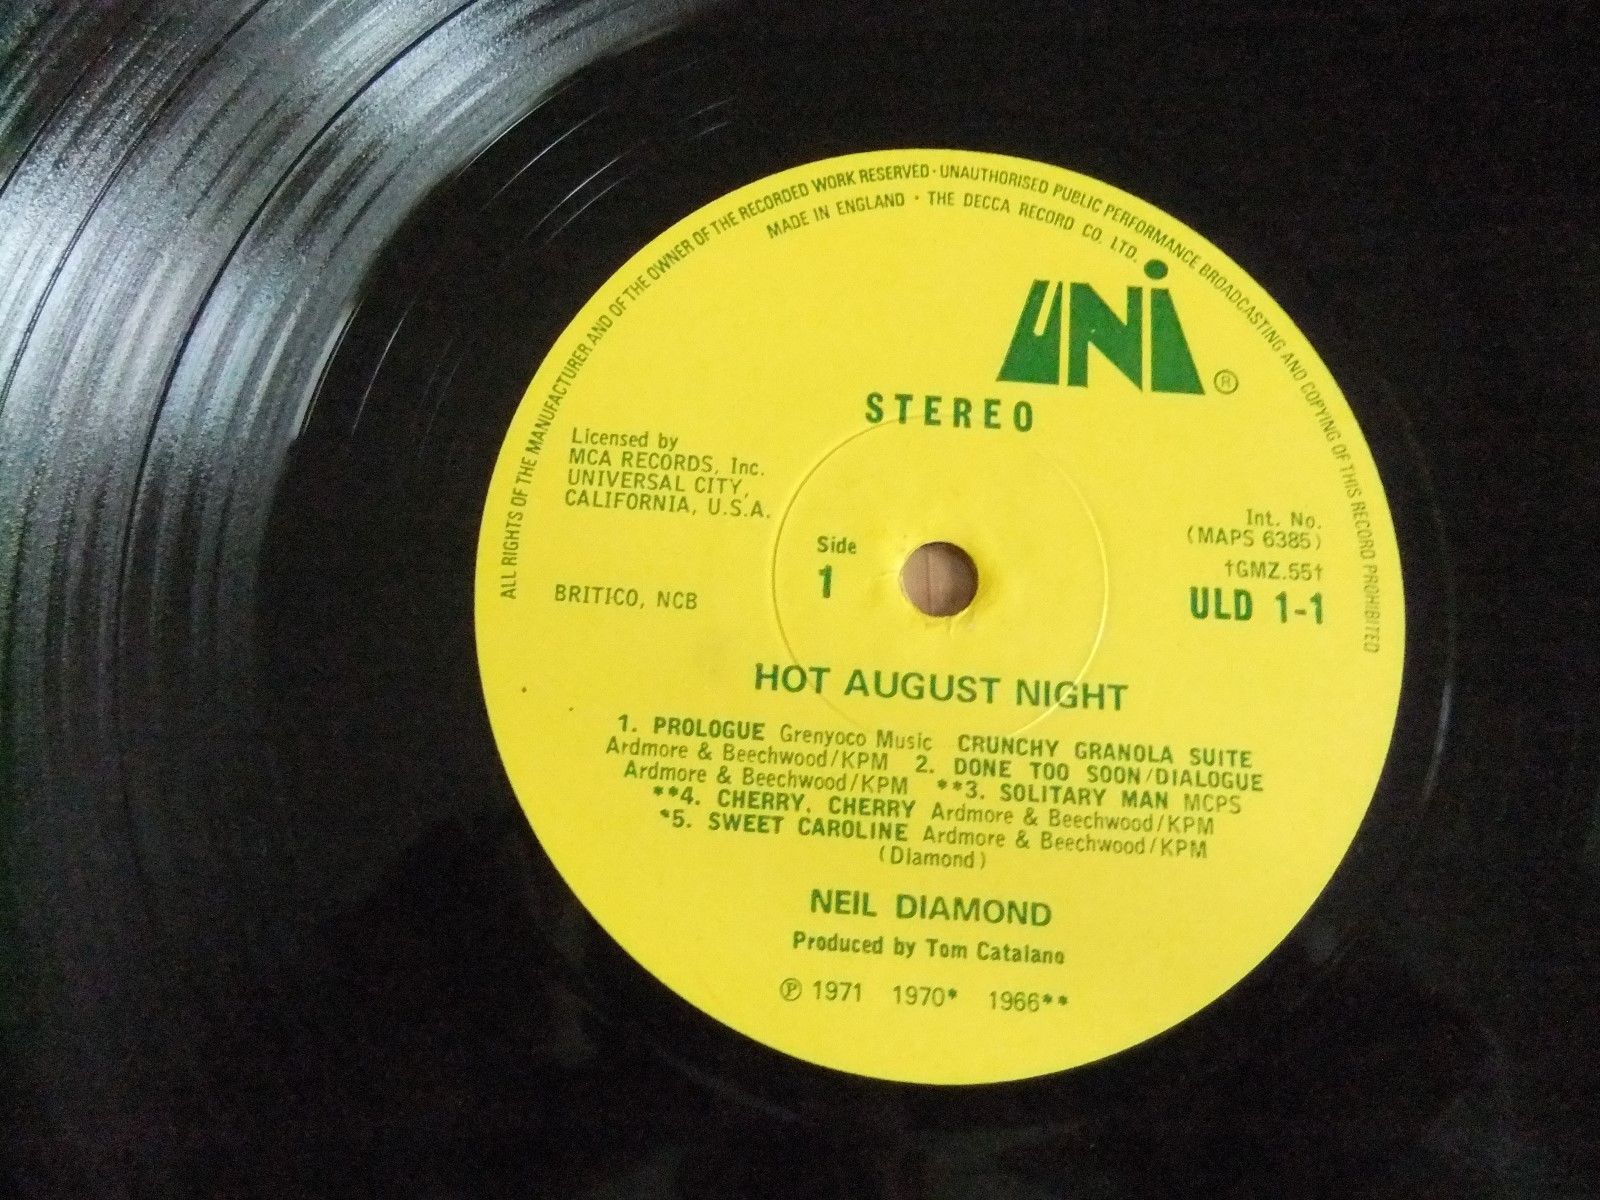 ALL RIGHTS OF THE MANUFACTURER AND OF THE OWNER OF THE RECORDED WORK RESERVED · UNAUTHORISED PUBLIC PERFORMANCE BROADCASTING AND COPYING OF THIS RECORD PROHIBITED
MADE IN ENGLAND · THE DECCA RECORD CO. LTD.
UNi ®
STEREO
Licensed by
MCA RECORDS, Inc.
UNIVERSAL CITY,
CALIFORNIA, U.S.A.
BRITICO, NCB
Side
1
Int. No.
(MAPS 6385)
†GMZ.55†
ULD 1-1
HOT AUGUST NIGHT
1. PROLOGUE Grenyoco Music CRUNCHY GRANOLA SUITE
Ardmore & Beechwood/KPM 2. DONE TOO SOON/DIALOGUE
Ardmore & Beechwood/KPM **3. SOLITARY MAN MCPS
**4. CHERRY, CHERRY Ardmore & Beechwood/KPM
*5. SWEET CAROLINE Ardmore & Beechwood/KPM
(Diamond)
NEIL DIAMOND
Produced by Tom Catalano
℗ 1971 1970* 1966**